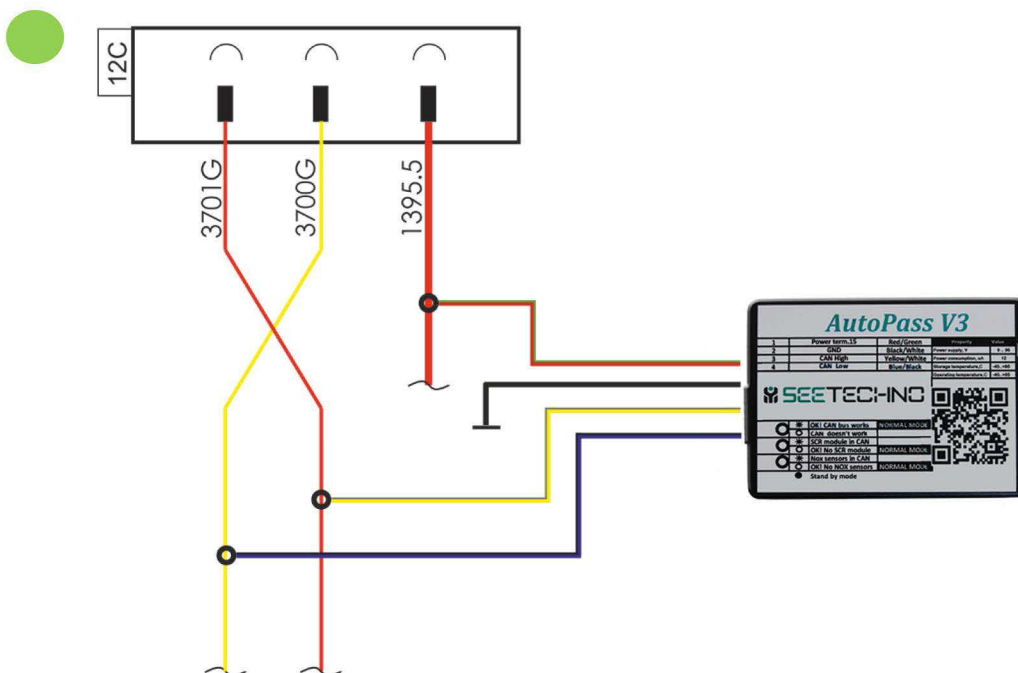 12C
3701G
3700G
1395.5
AutoPass V3
1 Power term.15 Red/Green Property Value
2 GND Black/White Power supply, V
3 CAN High Yellow/White Power consumption, 12
4 CAN Low Blue/Black Storage temperature,C -40..+85
Operating temperature,C -40..+85
SEETECHNO
OK! CAN bus works NORMAL MODE
CAN doesn't work
SCR module in CAN
OK! No SCR module NORMAL MODE
Nox sensors in CAN
OK! No NOX sensors NORMAL MODE
Stand by mode